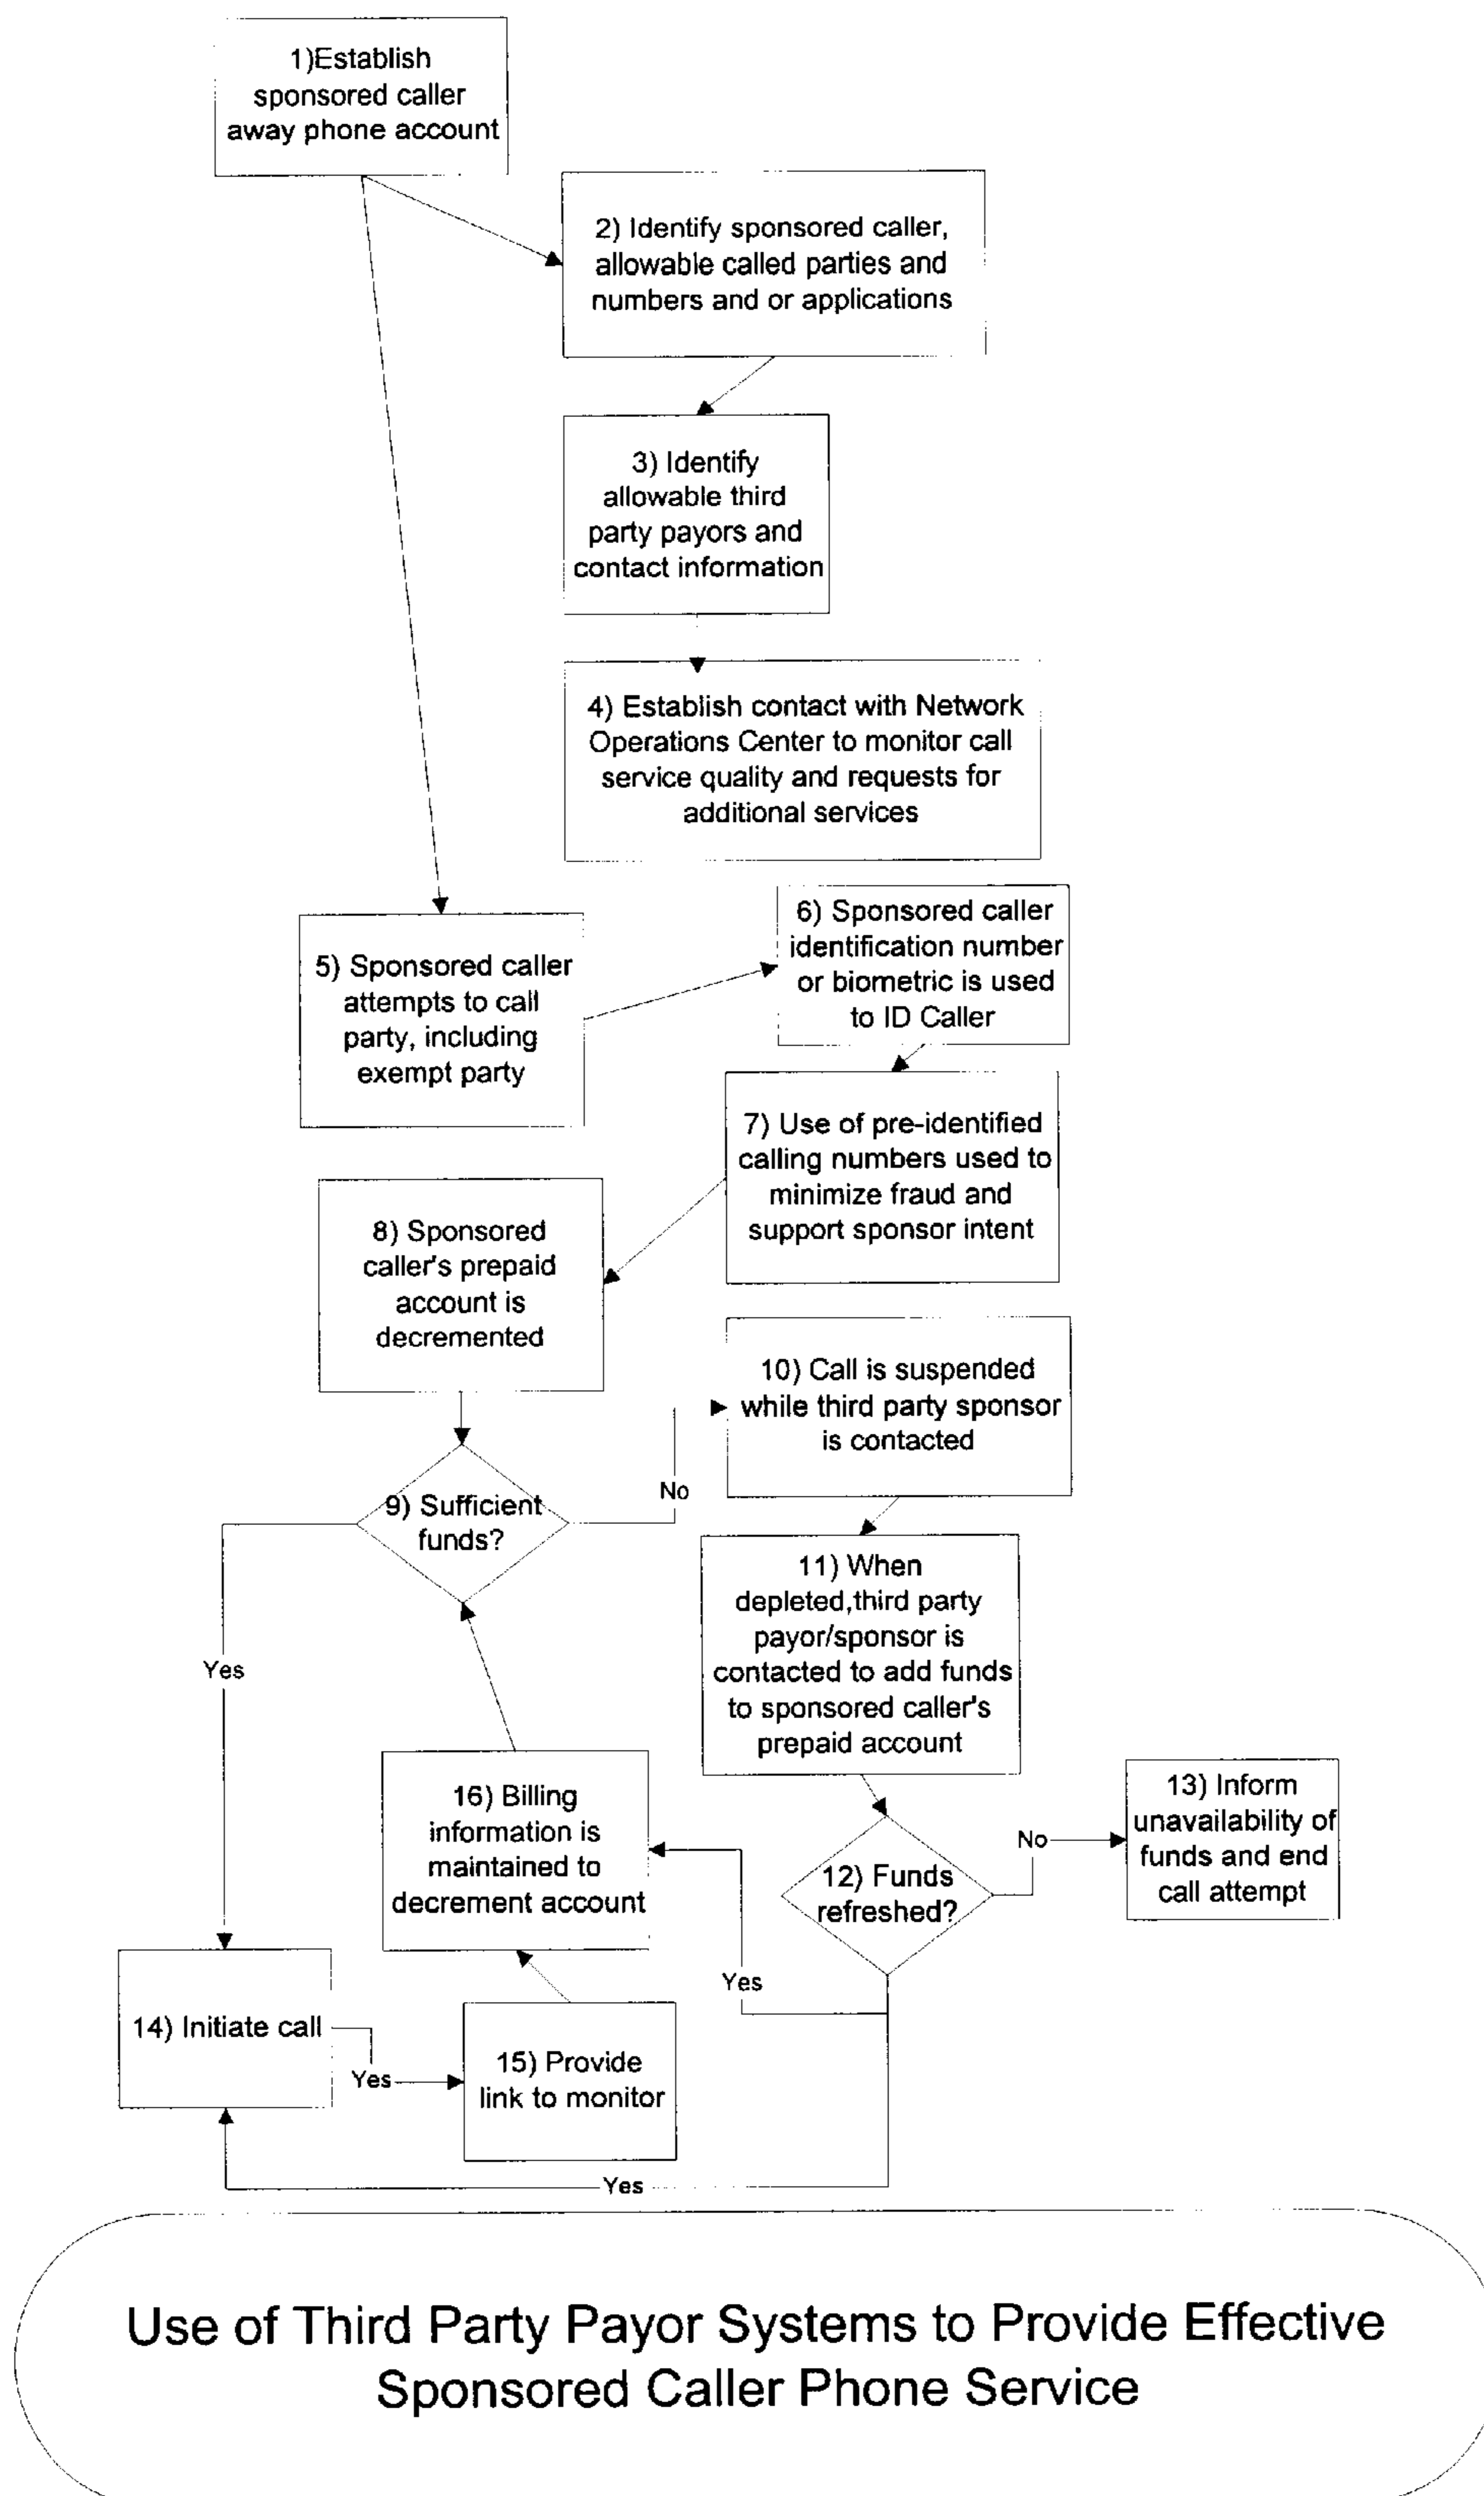 1)Establish
sponsored caller
away phone account
2) Identify sponsored caller,
allowable called parties and
numbers and or applications
3) Identify
allowable third
party payors and
contact information
4) Establish contact with Network
Operations Center to monitor call
service quality and requests for
additional services
5) Sponsored caller
attempts to call
party, including
exempt party
6) Sponsored caller
identification number
or biometric is used
to ID Caller
7) Use of pre-identified
calling numbers used to
minimize fraud and
support sponsor intent
8) Sponsored
caller's prepaid
account is
decremented
9) Sufficient
funds?
No
10) Call is suspended
while third party sponsor
is contacted
11) When
depleted,third party
payor/sponsor is
contacted to add funds
to sponsored caller's
prepaid account
Yes
12) Funds
refreshed?
No
13) Inform
unavailability of
funds and end
call attempt
16) Billing
information is
maintained to
decrement account
Yes
14) Initiate call
Yes
15) Provide
link to monitor
Yes
Use of Third Party Payor Systems to Provide Effective
Sponsored Caller Phone Service